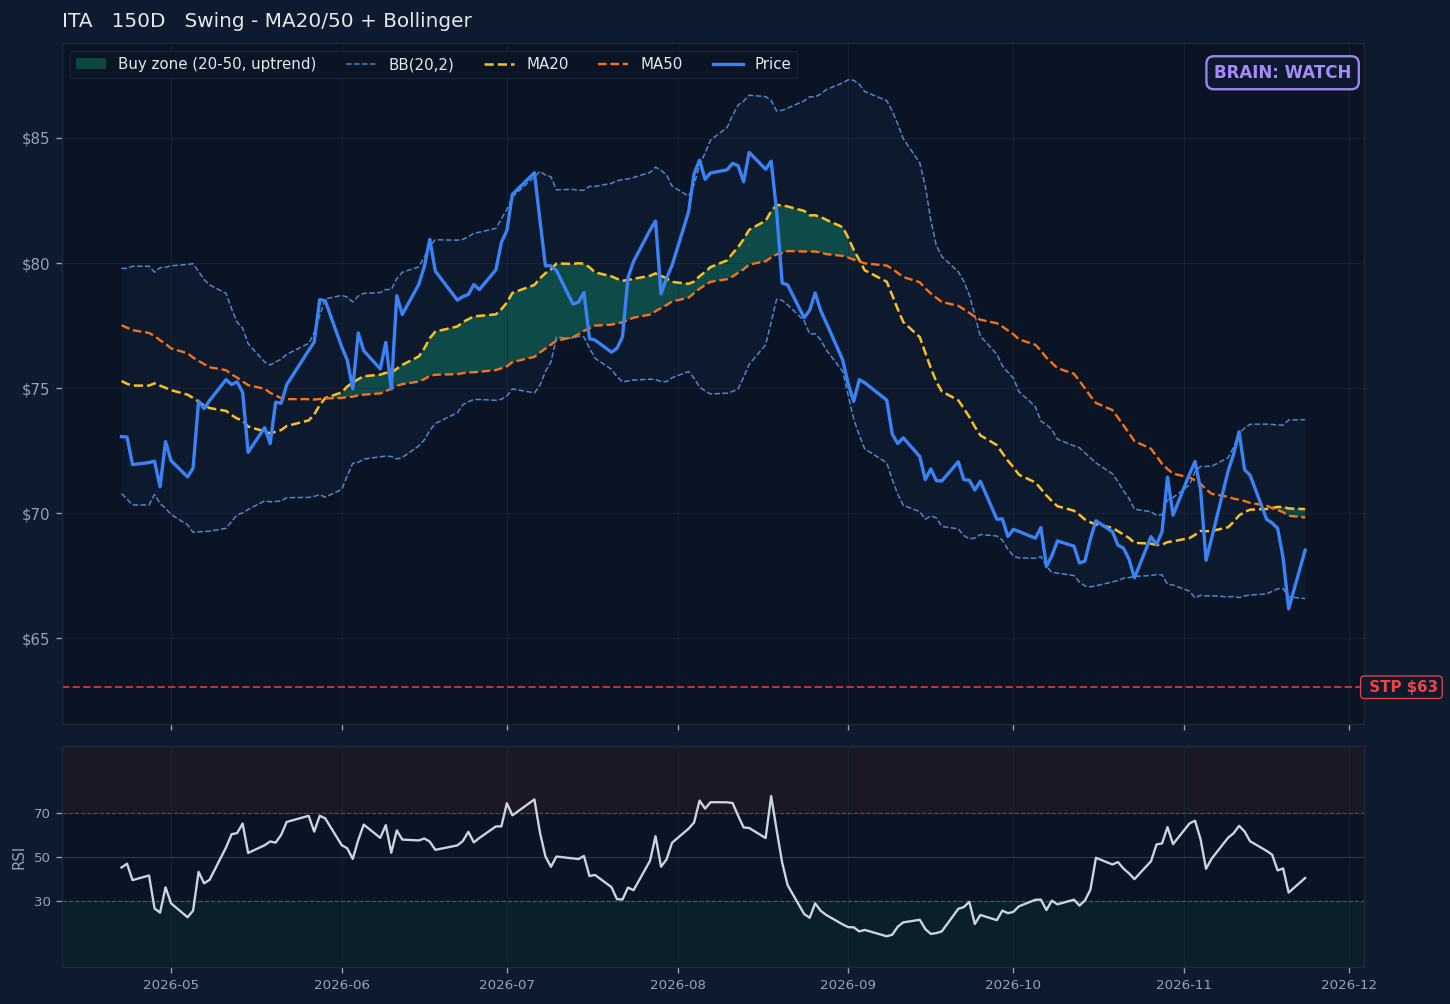 ITA   150D   Swing - MA20/50 + Bollinger
Buy zone (20-50, uptrend)   BB(20,2)   MA20   MA50   Price
BRAIN: WATCH
$85
$80
$75
$70
$65
STP $63
RSI
70
50
30
2026-05   2026-06   2026-07   2026-08   2026-09   2026-10   2026-11   2026-12